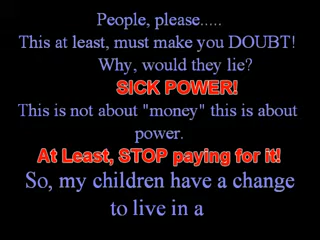 People, please.....
This at least, must make you DOUBT!
Why, would they lie?
SICK POWER!
This is not about "money" this is about
power.
At Least, STOP paying for it!
So, my children have a change
to live in a